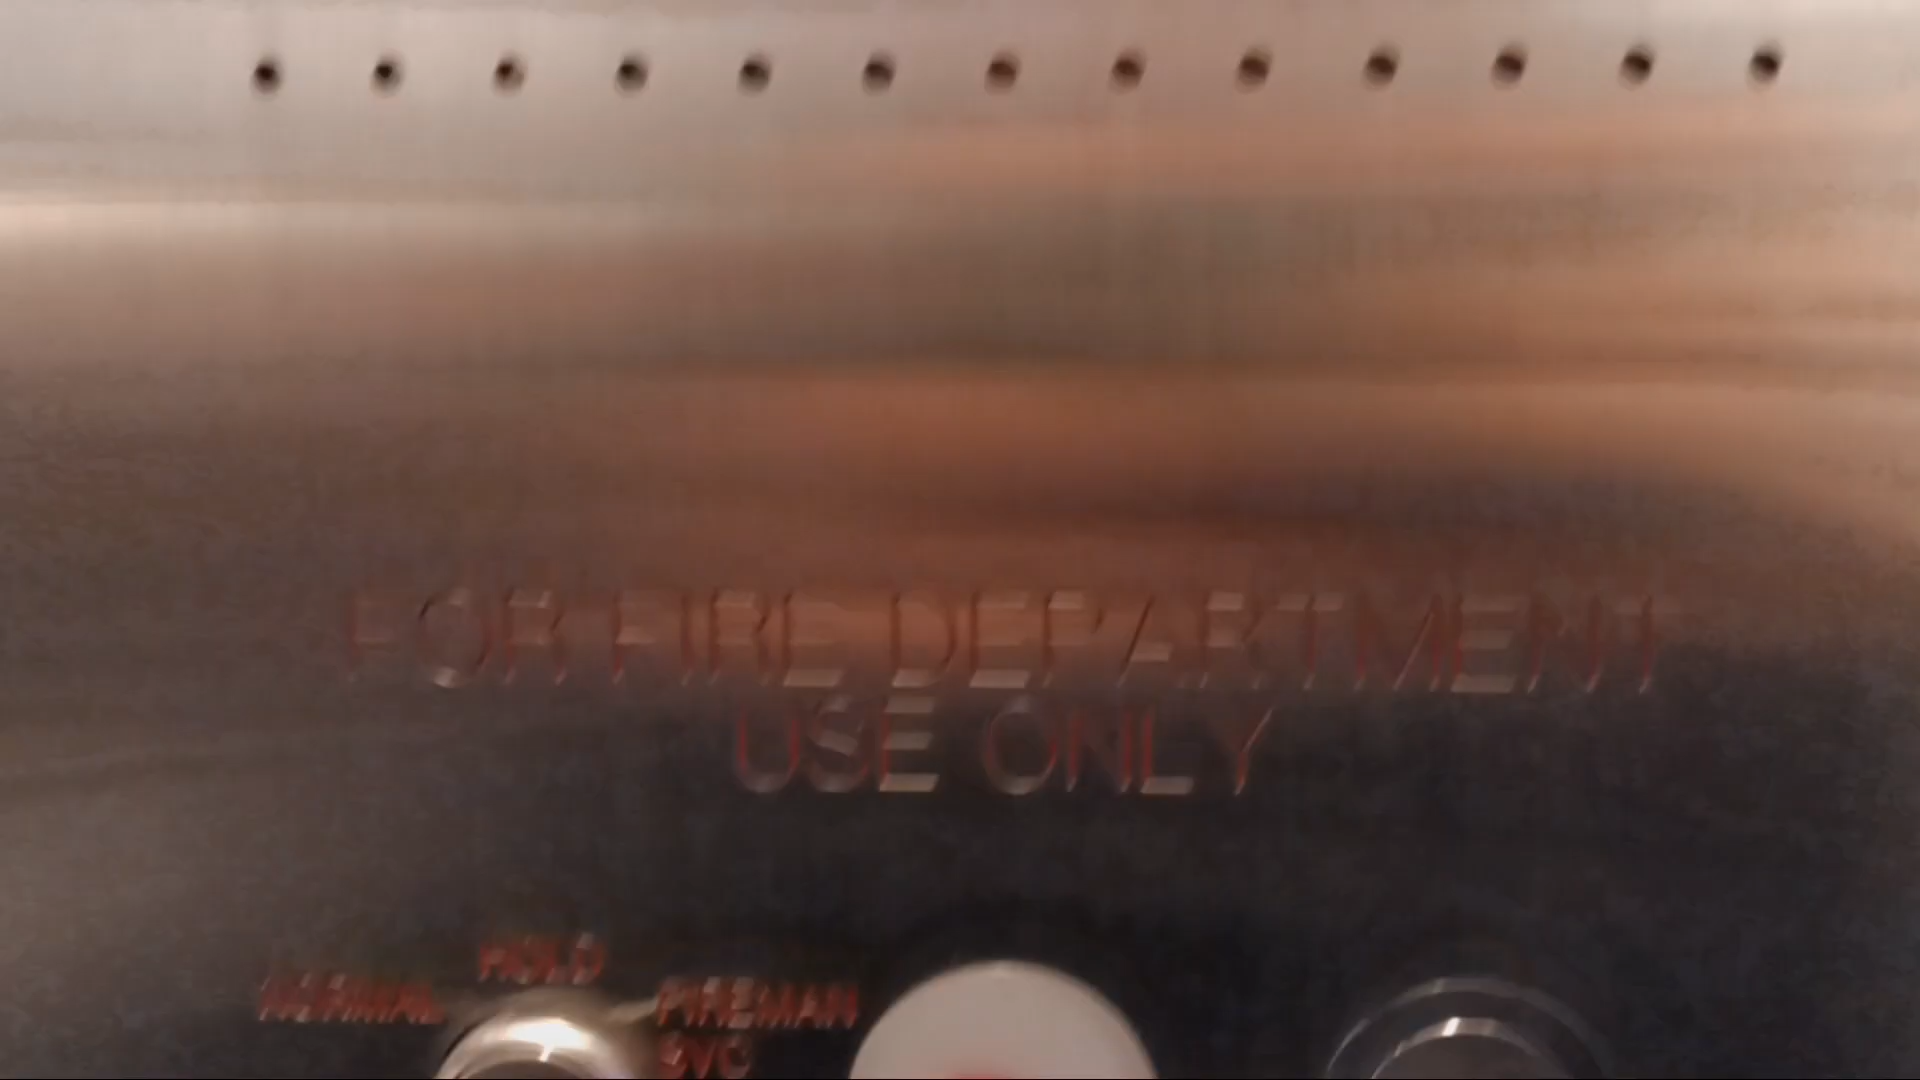 FOR FIRE DEPARTMENT
USE ONLY
HOLD
NORMAL
FIREMAN
SVC